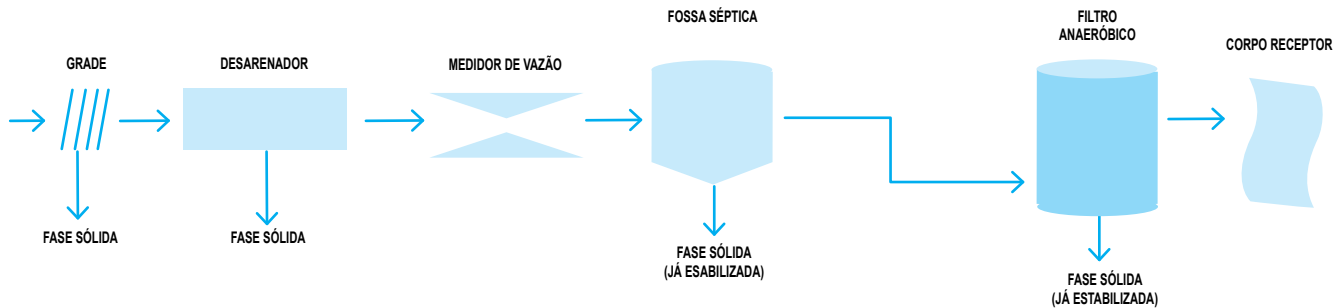 FOSSA SÉPTICA
FILTRO
ANAERÓBICO
CORPO RECEPTOR
GRADE
DESARENADOR
MEDIDOR DE VAZÃO
FASE SÓLIDA
FASE SÓLIDA
FASE SÓLIDA
(JÁ ESABILIZADA)
FASE SÓLIDA
(JÁ ESTABILIZADA)